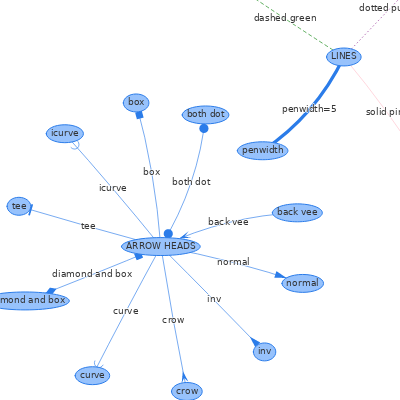 dashed green
dotted pu
LINES
box
both dot
penwidth=5
solid pin
icurve
penwidth
box
icurve
both dot
tee
back vee
back vee
tee
ARROW HEADS
normal
diamond and box
normal
mond and box
inv
curve
crow
inv
curve
crow